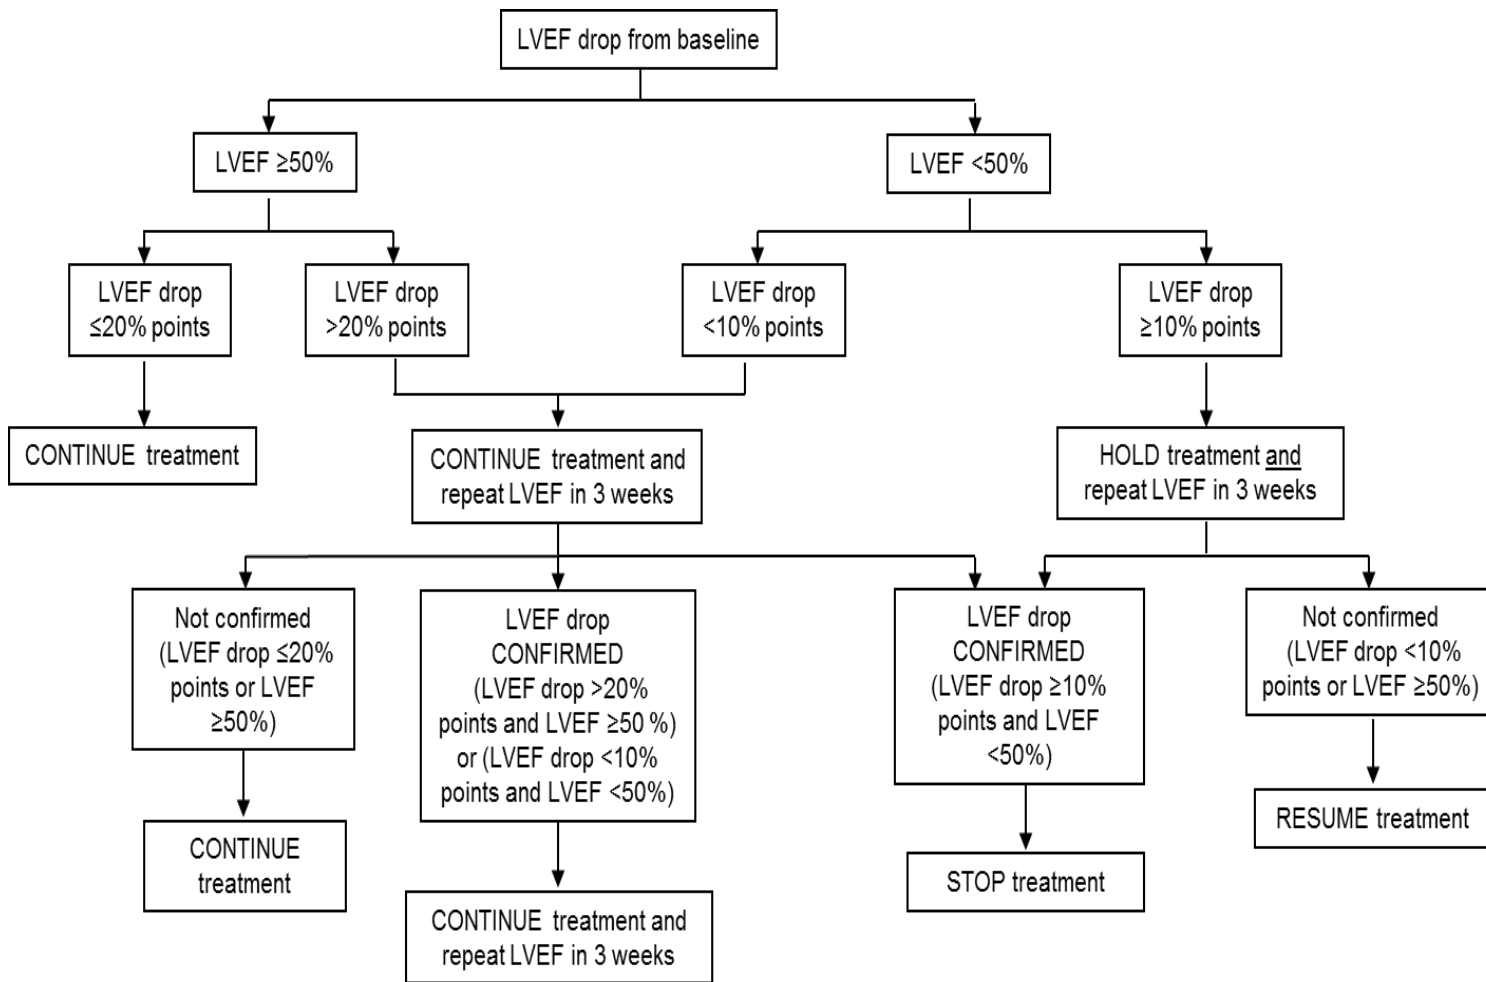 LVEF drop from baseline
LVEF ≥50%
LVEF <50%
LVEF drop
≤20% points
LVEF drop
>20% points
LVEF drop
<10% points
LVEF drop
≥10% points
CONTINUE treatment
CONTINUE treatment and
repeat LVEF in 3 weeks
HOLD treatment and
repeat LVEF in 3 weeks
Not confirmed
(LVEF drop ≤20%
points or LVEF
≥50%)
LVEF drop
CONFIRMED
(LVEF drop >20%
points and LVEF ≥50 %)
or (LVEF drop <10%
points and LVEF <50%)
LVEF drop
CONFIRMED
(LVEF drop ≥10%
points and LVEF
<50%)
Not confirmed
(LVEF drop <10%
points or LVEF ≥50%)
CONTINUE
treatment
CONTINUE treatment and
repeat LVEF in 3 weeks
STOP treatment
RESUME treatment